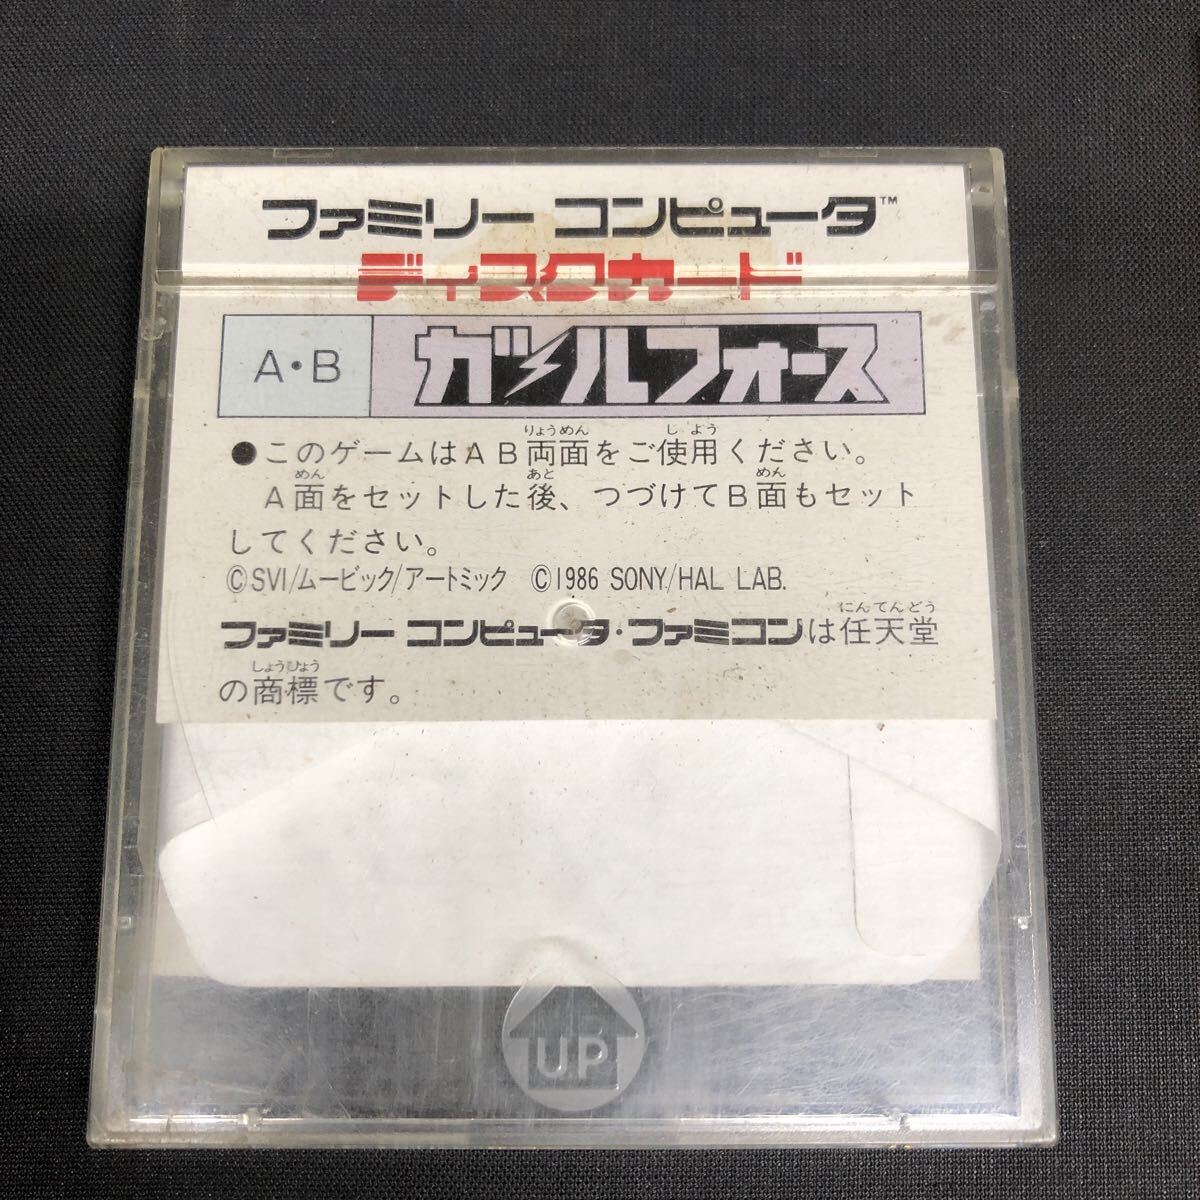 ファミリー コンピュータ™
ディスクカード
A・B ガールフォース
●このゲームはAB両面をご使用ください。
A面をセットした後、つづけてB面もセット
してください。
©SVI/ムービック/アートミック ©1986 SONY/HAL LAB.
ファミリー コンピュータ・ファミコンは任天堂
の商標です。
UP